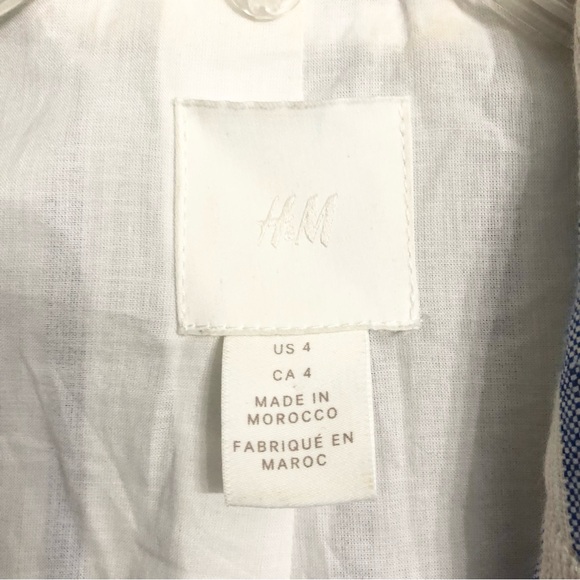 H&M
US 4
CA 4
MADE IN
MOROCCO
FABRIQUÉ EN
MAROC